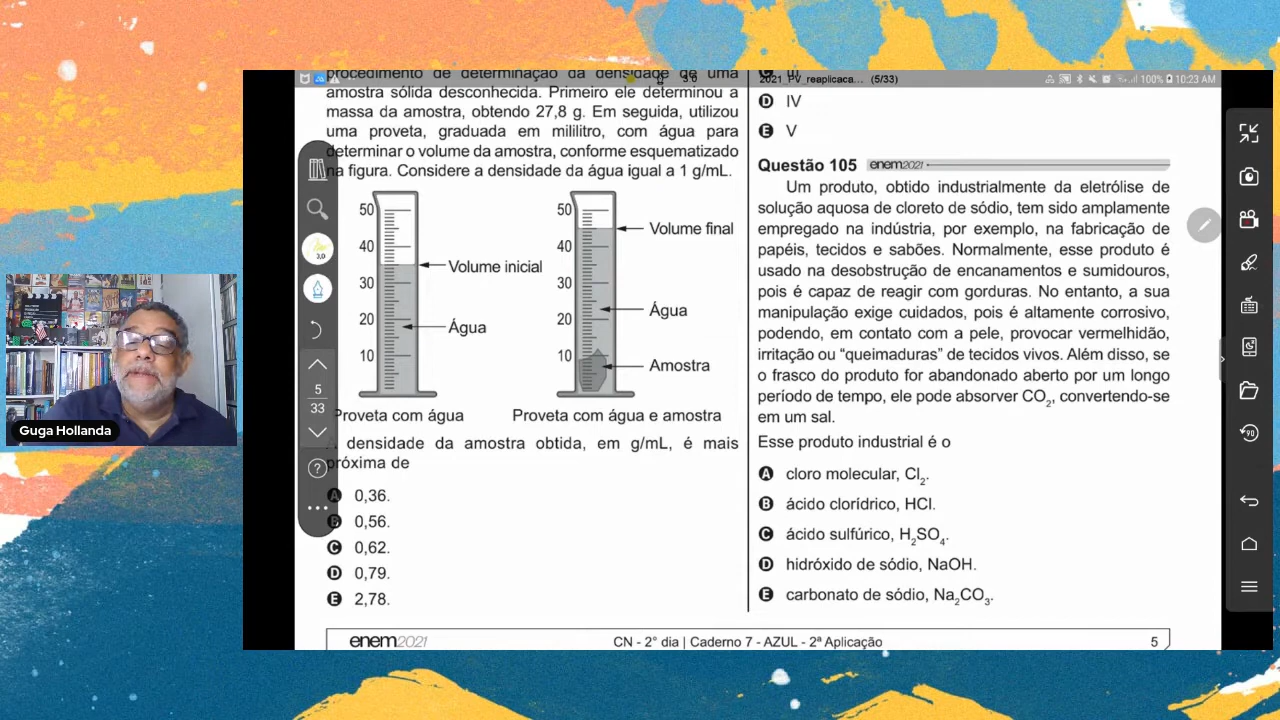 2021_PV_reaplicaca... (5/33)
100% 10:23 AM
procedimento de determinação da densidade de uma
amostra sólida desconhecida. Primeiro ele determinou a
massa da amostra, obtendo 27,8 g. Em seguida, utilizou
uma proveta, graduada em mililitro, com água para
determinar o volume da amostra, conforme esquematizado
na figura. Considere a densidade da água igual a 1 g/mL.
50
40
30
20
10
Volume inicial
Água
Proveta com água
50
40
30
20
10
Volume final
Água
Amostra
Proveta com água e amostra
densidade da amostra obtida, em g/mL, é mais
próxima de
A 0,36.
B 0,56.
C 0,62.
D 0,79.
E 2,78.
5
33
3,0
D IV
E V
Questão 105 enem2021
Um produto, obtido industrialmente da eletrólise de
solução aquosa de cloreto de sódio, tem sido amplamente
empregado na indústria, por exemplo, na fabricação de
papéis, tecidos e sabões. Normalmente, esse produto é
usado na desobstrução de encanamentos e sumidouros,
pois é capaz de reagir com gorduras. No entanto, a sua
manipulação exige cuidados, pois é altamente corrosivo,
podendo, em contato com a pele, provocar vermelhidão,
irritação ou “queimaduras” de tecidos vivos. Além disso, se
o frasco do produto for abandonado aberto por um longo
período de tempo, ele pode absorver CO₂, convertendo-se
em um sal.
Esse produto industrial é o
A cloro molecular, Cl₂.
B ácido clorídrico, HCl.
C ácido sulfúrico, H₂SO₄.
D hidróxido de sódio, NaOH.
E carbonato de sódio, Na₂CO₃.
enem2021 CN - 2° dia | Caderno 7 - AZUL - 2ª Aplicação 5
Guga Hollanda
90